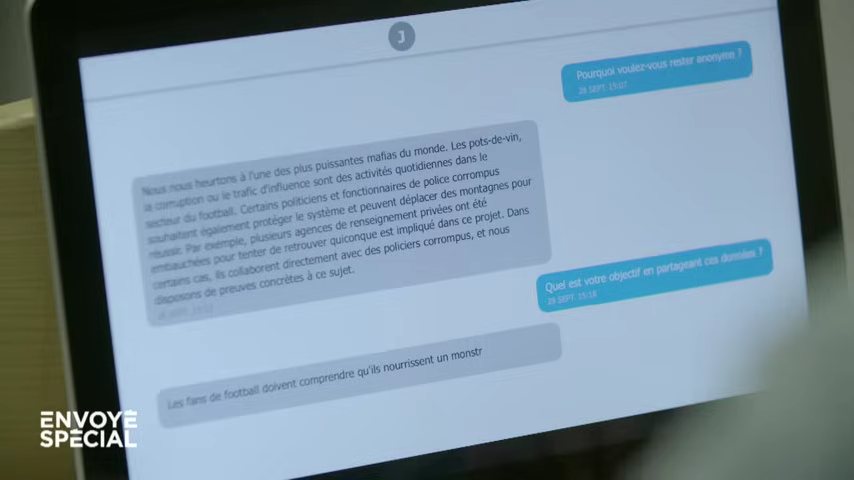 J
Pourquoi voulez-vous rester anonyme ?
28 SEPT. 15:07
Nous nous heurtons à l'une des plus puissantes mafias du monde. Les pots-de-vin,
la corruption ou le trafic d'influence sont des activités quotidiennes dans le
secteur du football. Certains politiciens et fonctionnaires de police corrompus
souhaitent également protéger le système et peuvent déplacer des montagnes pour
réussir. Par exemple, plusieurs agences de renseignement privées ont été
embauchées pour tenter de retrouver quiconque est impliqué dans ce projet. Dans
certains cas, ils collaborent directement avec des policiers corrompus, et nous
disposons de preuves concrètes à ce sujet.
Quel est votre objectif en partageant ces données ?
28 SEPT. 15:18
Les fans de football doivent comprendre qu'ils nourrissent un monstr
ENVOYÉ
SPÉCIAL